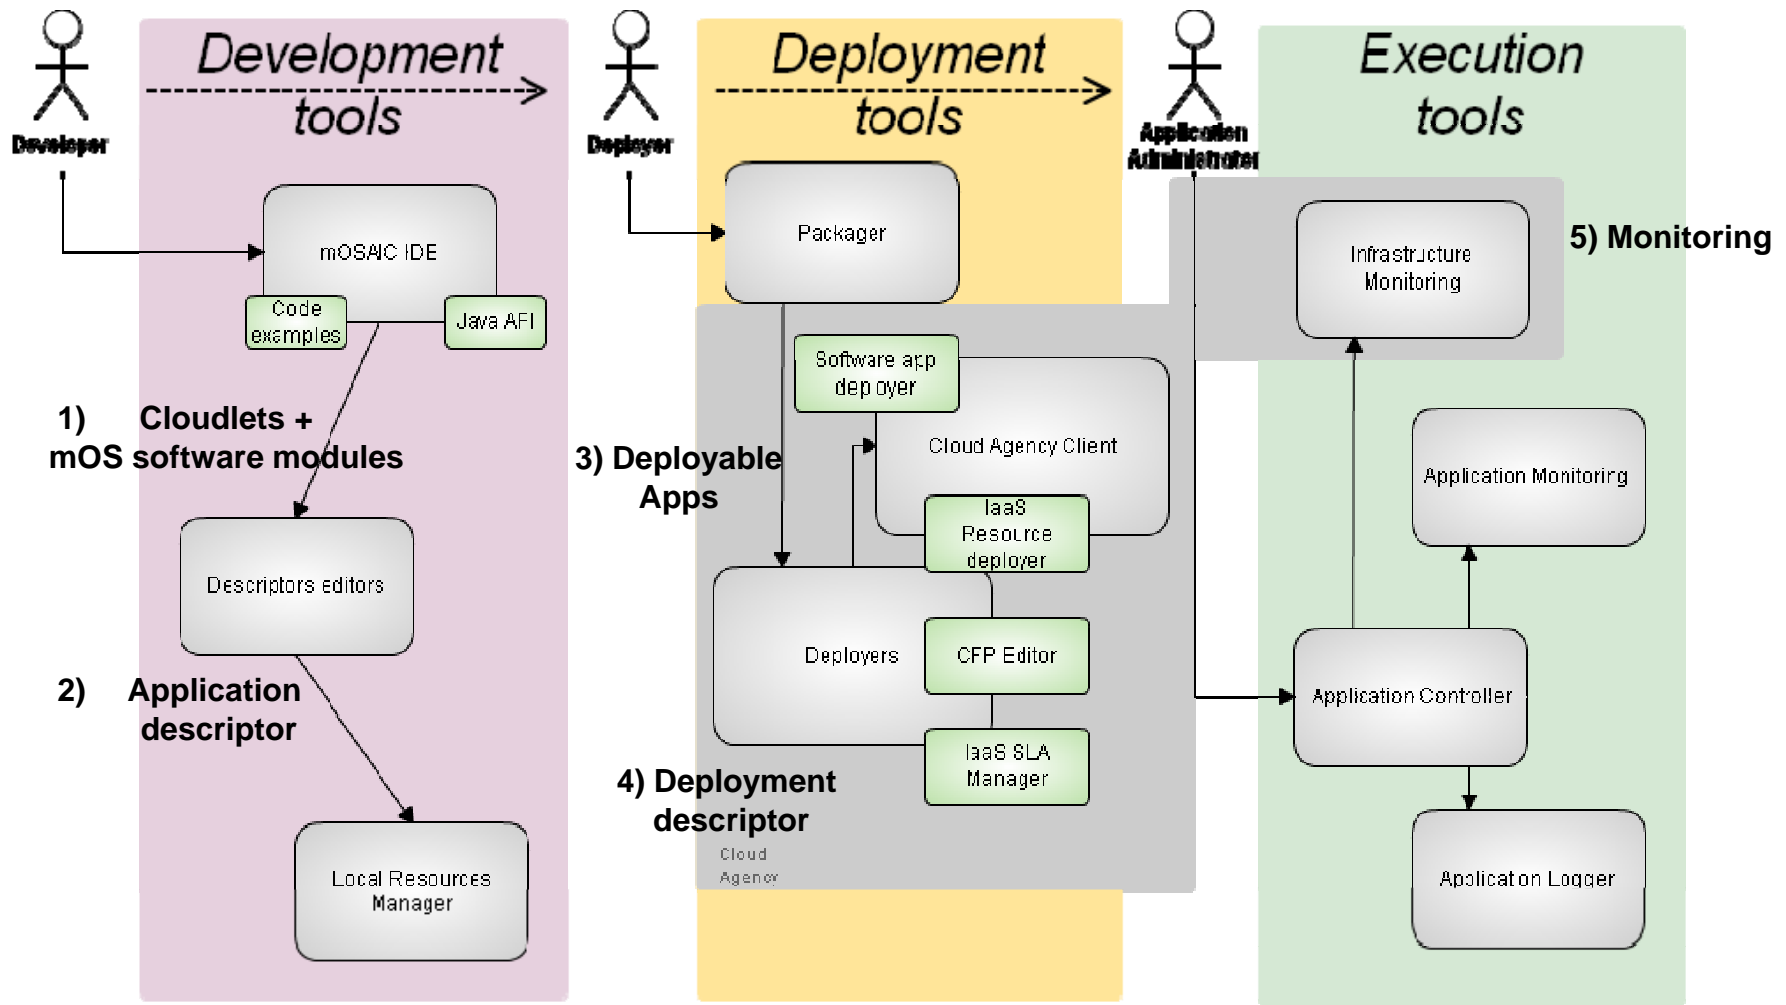 Development
tools
Deployment
tools
Execution
tools
Developer
Deployer
Application
Administrator
mOSAIC IDE
Code
examples
Java API
1) Cloudlets +
mOS software modules
Descriptors editors
2) Application
descriptor
Local Resources
Manager
Packager
Software app
deployer
Cloud Agency Client
3) Deployable
Apps
IaaS
Resource
deployer
Deployers
CFP Editor
IaaS SLA
Manager
4) Deployment
descriptor
Cloud
Agency
Infrastructure
Monitoring
5) Monitoring
Application Monitoring
Application Controller
Application Logger